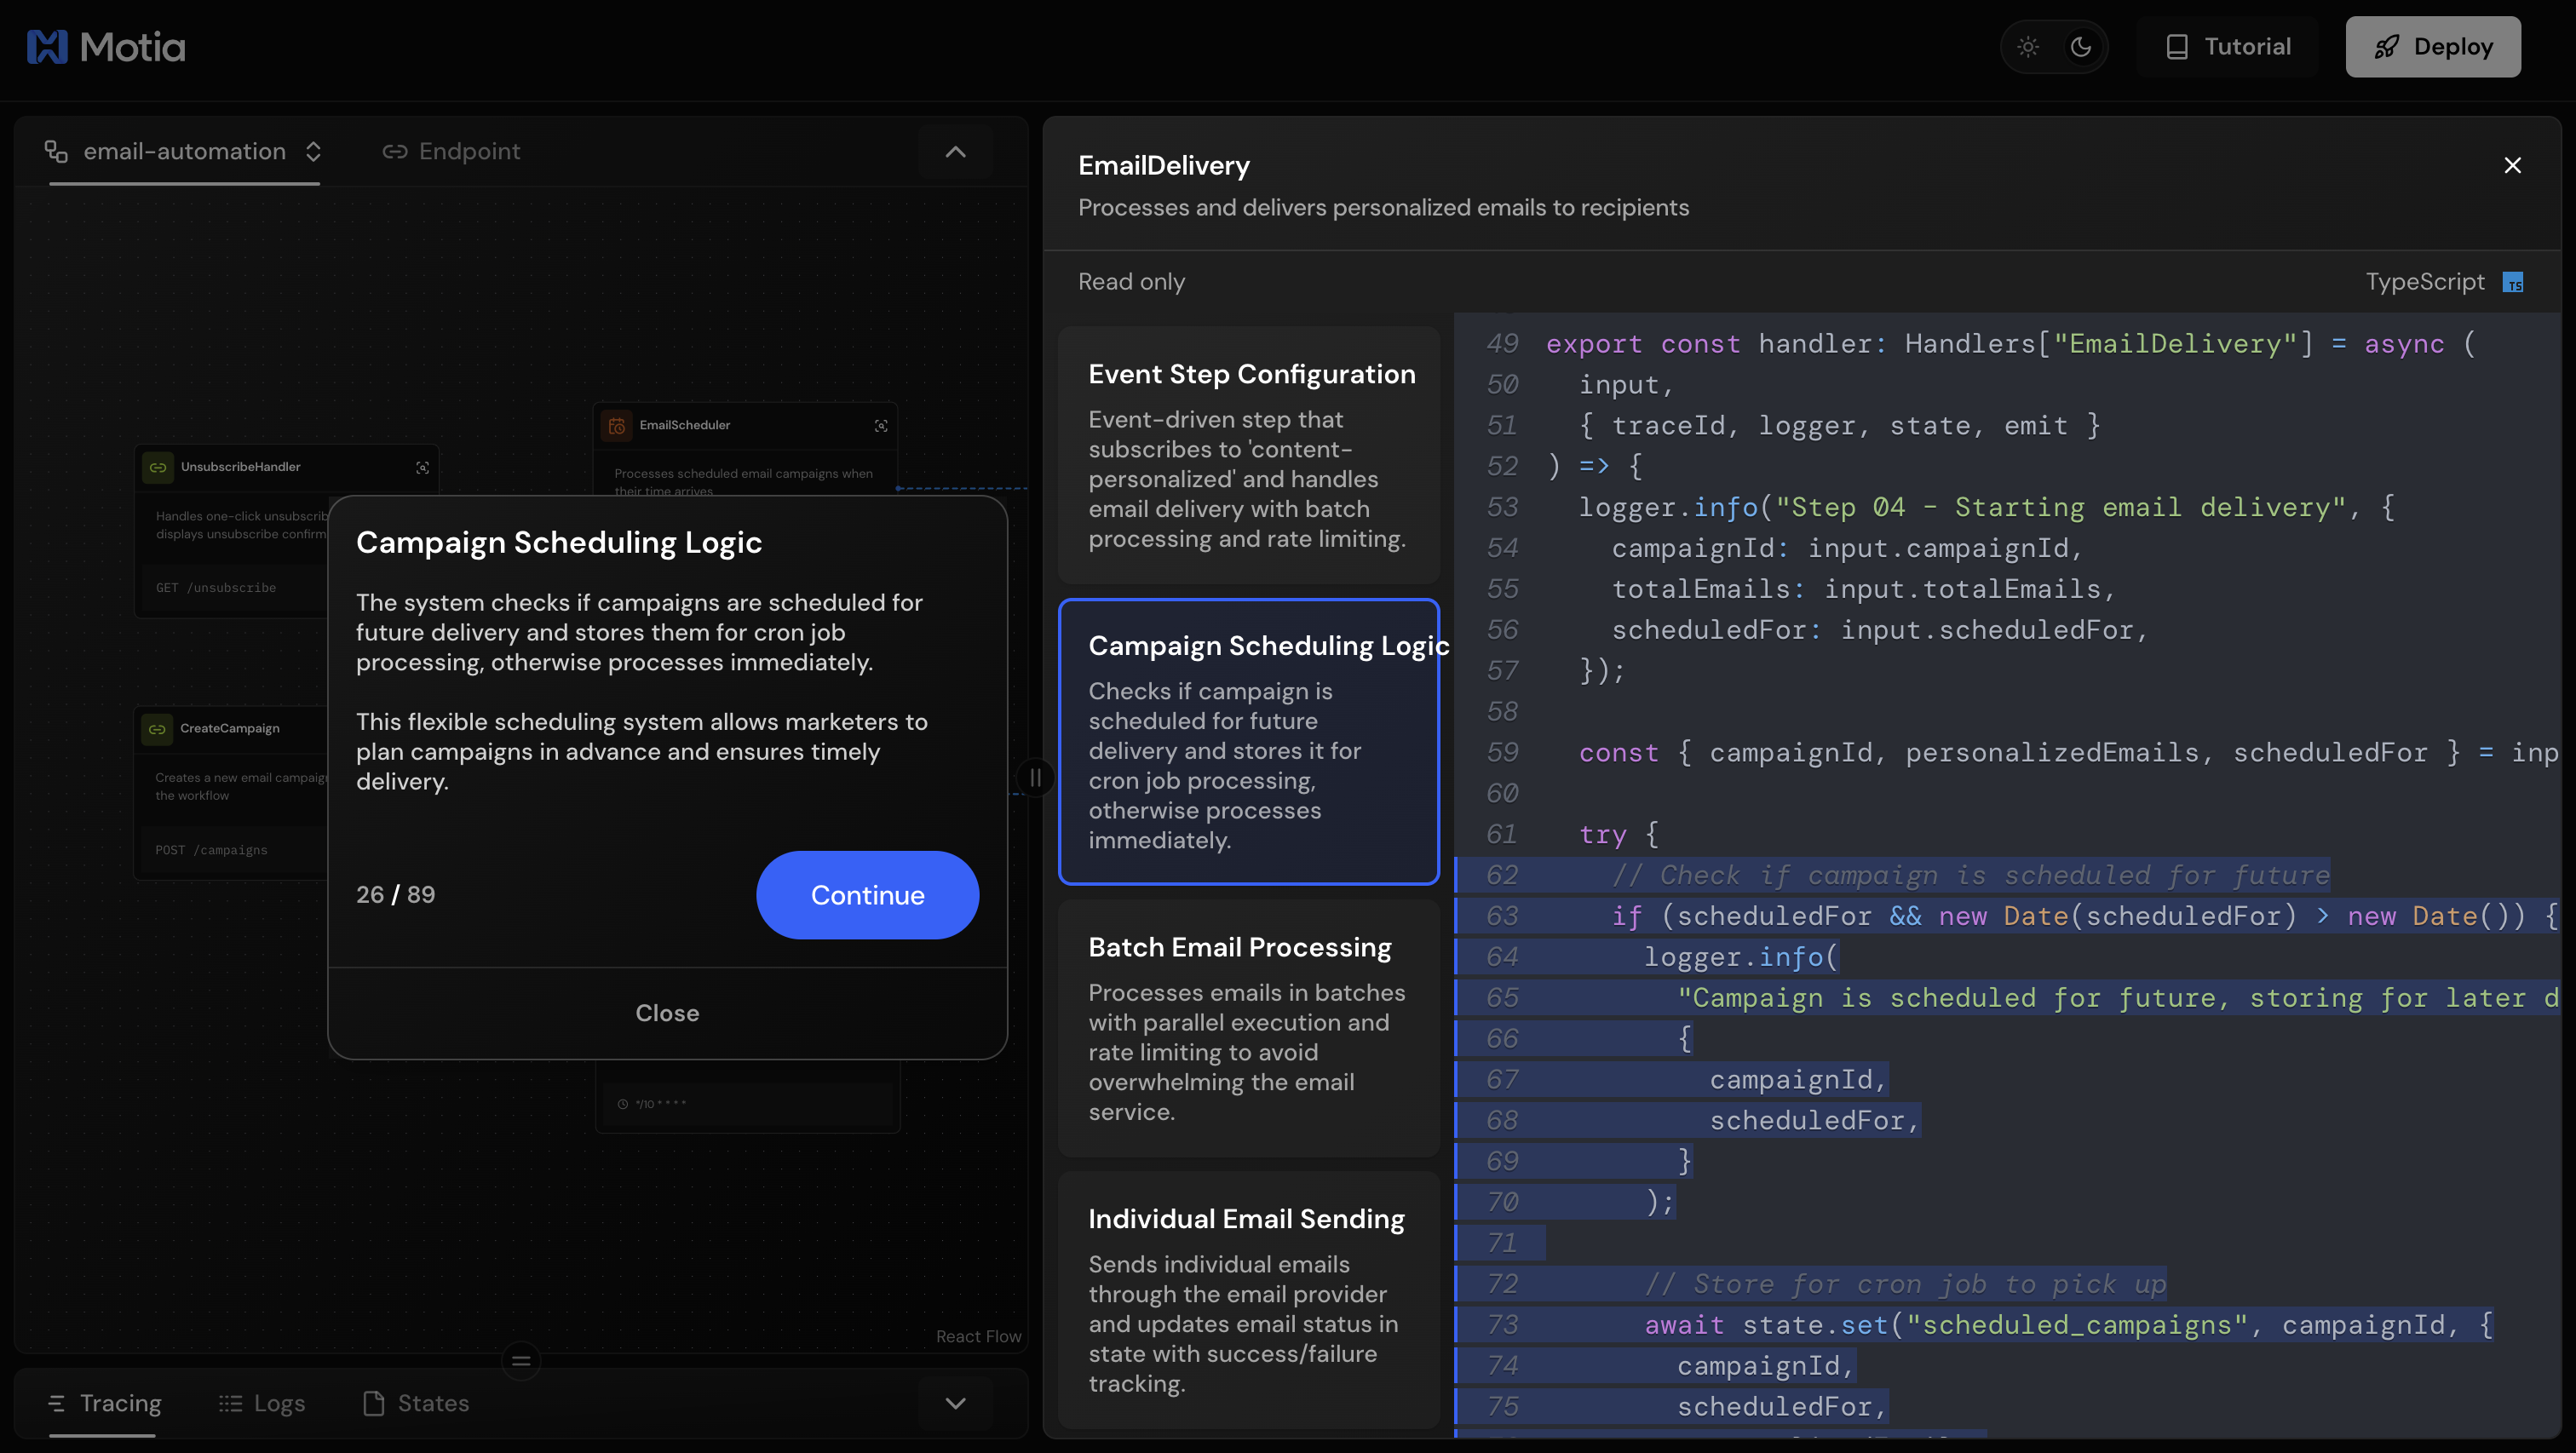 Motia
Tutorial
Deploy
email-automation
Endpoint
UnsubscribeHandler
Handles one-click unsubscrib
displays unsubscribe confirm
GET /unsubscribe
EmailScheduler
Processes scheduled email campaigns when
their time arrives
CreateCampaign
Creates a new email campaign
the workflow
POST /campaigns
*/10 * * * *
React Flow
Campaign Scheduling Logic
The system checks if campaigns are scheduled for
future delivery and stores them for cron job
processing, otherwise processes immediately.
This flexible scheduling system allows marketers to
plan campaigns in advance and ensures timely
delivery.
26 / 89
Continue
Close
Tracing
Logs
States
EmailDelivery
Processes and delivers personalized emails to recipients
Read only
TypeScript
TS
Event Step Configuration
Event-driven step that
subscribes to 'content-
personalized' and handles
email delivery with batch
processing and rate limiting.
Campaign Scheduling Logic
Checks if campaign is
scheduled for future
delivery and stores it for
cron job processing,
otherwise processes
immediately.
Batch Email Processing
Processes emails in batches
with parallel execution and
rate limiting to avoid
overwhelming the email
service.
Individual Email Sending
Sends individual emails
through the email provider
and updates email status in
state with success/failure
tracking.
49 export const handler: Handlers["EmailDelivery"] = async (
50   input,
51   { traceId, logger, state, emit }
52 ) => {
53   logger.info("Step 04 – Starting email delivery", {
54     campaignId: input.campaignId,
55     totalEmails: input.totalEmails,
56     scheduledFor: input.scheduledFor,
57   });
58
59   const { campaignId, personalizedEmails, scheduledFor } = inp
60
61   try {
62     // Check if campaign is scheduled for future
63     if (scheduledFor && new Date(scheduledFor) > new Date()) {
64       logger.info(
65         "Campaign is scheduled for future, storing for later d
66         {
67           campaignId,
68           scheduledFor,
69         }
70       );
71
72       // Store for cron job to pick up
73       await state.set("scheduled_campaigns", campaignId, {
74         campaignId,
75         scheduledFor,